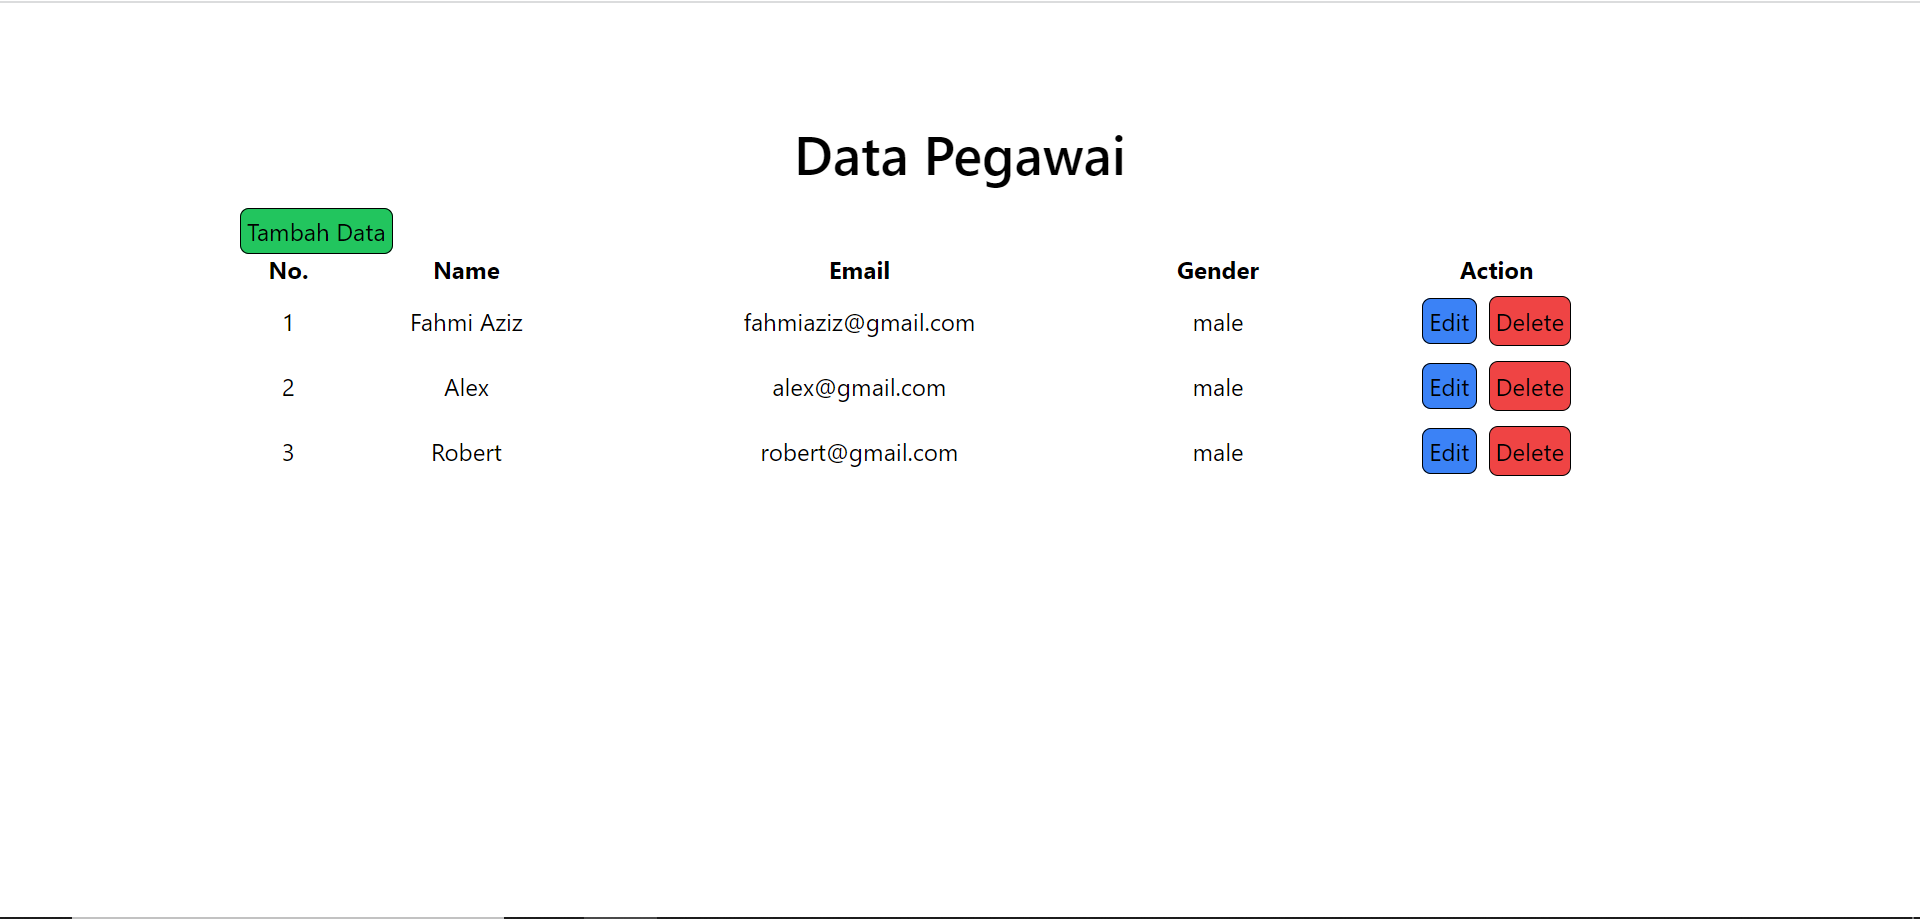 Data Pegawai
Tambah Data
No. Name Email Gender Action
1 Fahmi Aziz fahmiaziz@gmail.com male Edit Delete
2 Alex alex@gmail.com male Edit Delete
3 Robert robert@gmail.com male Edit Delete